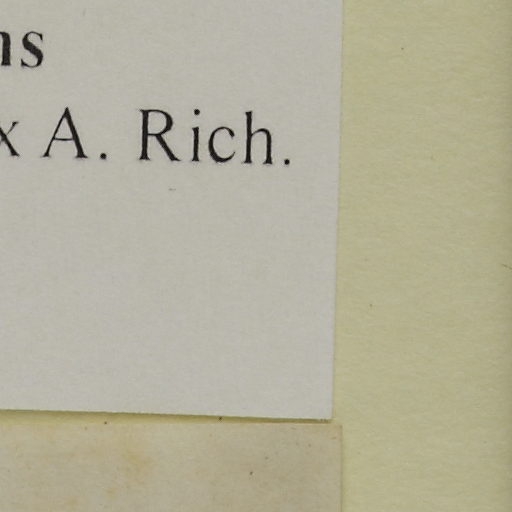 ns
x A. Rich.